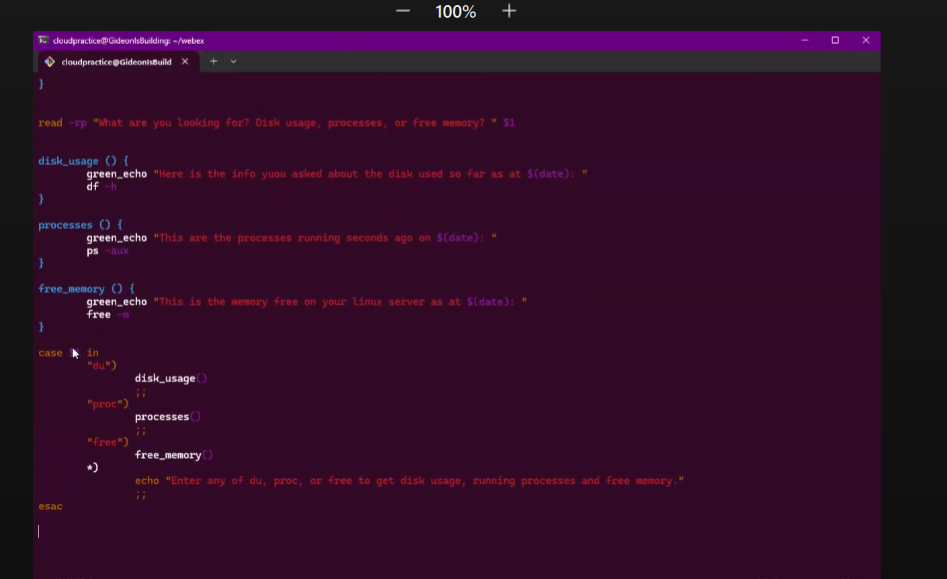 − 100% +
cloudpractice@GideonIsBuilding: ~/webex
cloudpractice@GideonIsBuild
}
read -rp "What are you looking for? Disk usage, processes, or free memory? " $1
disk_usage () {
green_echo "Here is the info yuou asked about the disk used so far as at $(date): "
df -h
}
processes () {
green_echo "This are the processes running seconds ago on $(date): "
ps -aux
}
free_memory () {
green_echo "This is the memory free on your linux server as at $(date): "
free -m
}
case in
"du")
disk_usage()
;;
"proc")
processes()
;;
"free")
free_memory()
*)
echo "Enter any of du, proc, or free to get disk usage, running processes and free memory."
;;
esac